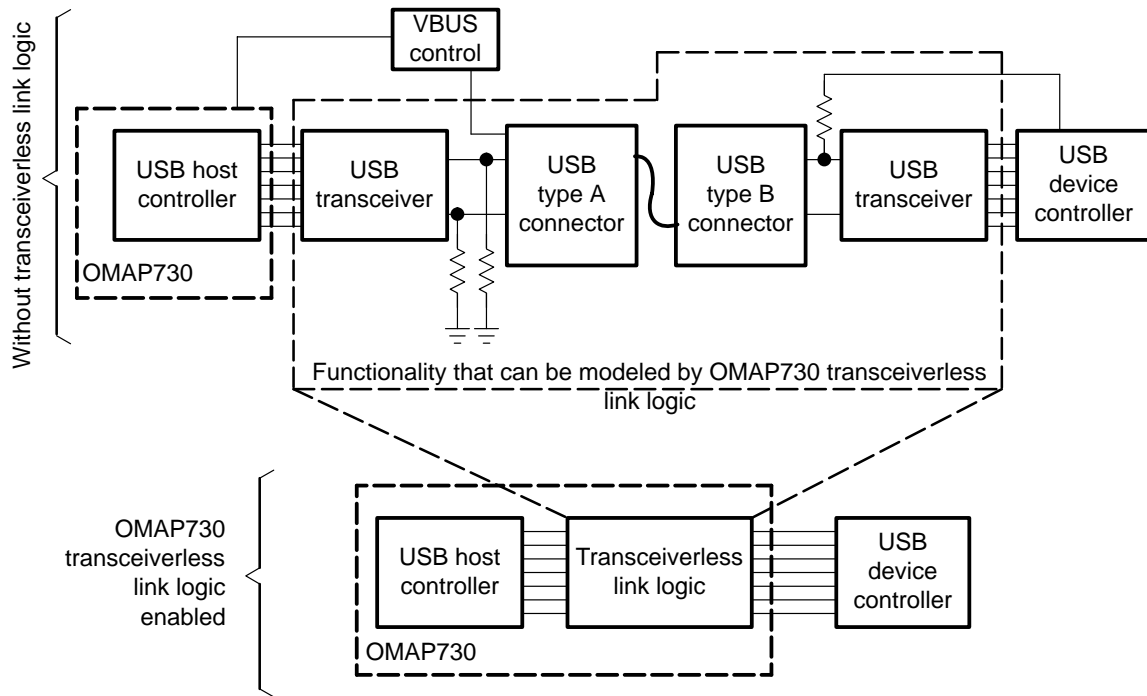 Without transceiverless link logic
VBUS
control
USB host
controller
USB
transceiver
USB
type A
connector
USB
type B
connector
USB
transceiver
USB
device
controller
OMAP730
Functionality that can be modeled by OMAP730 transceiverless
link logic
OMAP730
transceiverless
link logic
enabled
USB host
controller
Transceiverless
link logic
USB
device
controller
OMAP730